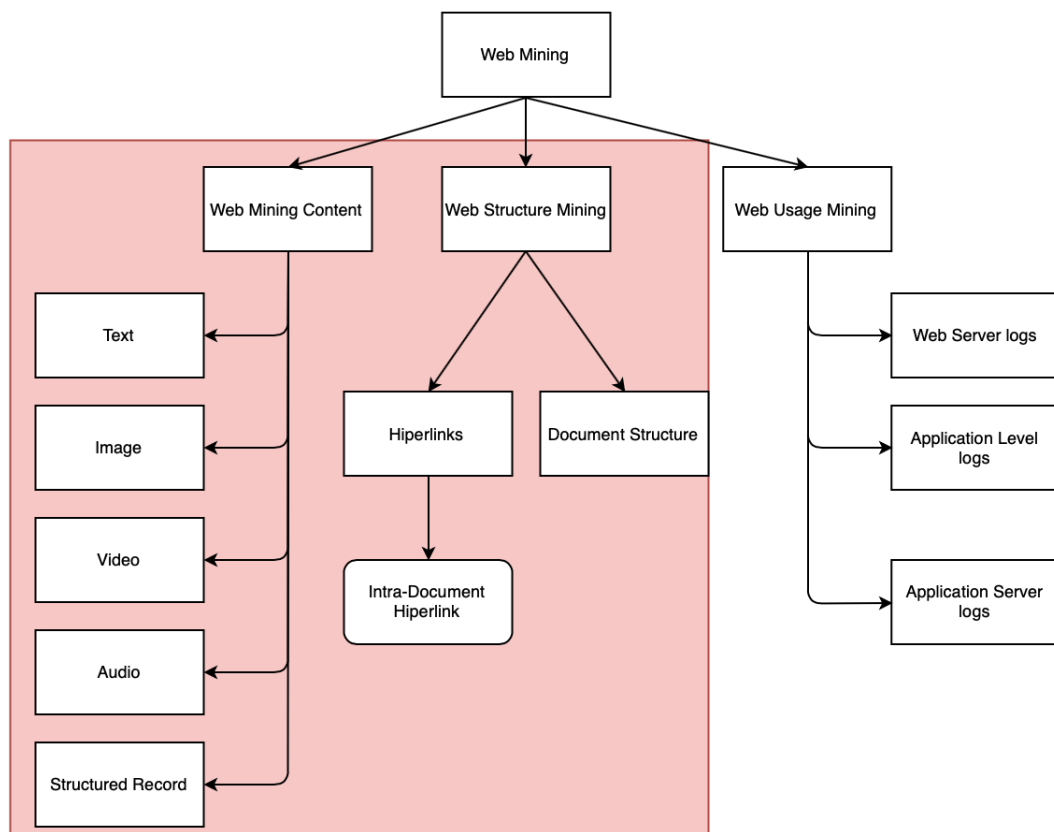 Web Mining
Web Mining Content
Web Structure Mining
Web Usage Mining
Text
Web Server logs
Image
Hiperlinks
Document Structure
Application Level
logs
Video
Intra-Document
Hiperlink
Application Server
logs
Audio
Structured Record